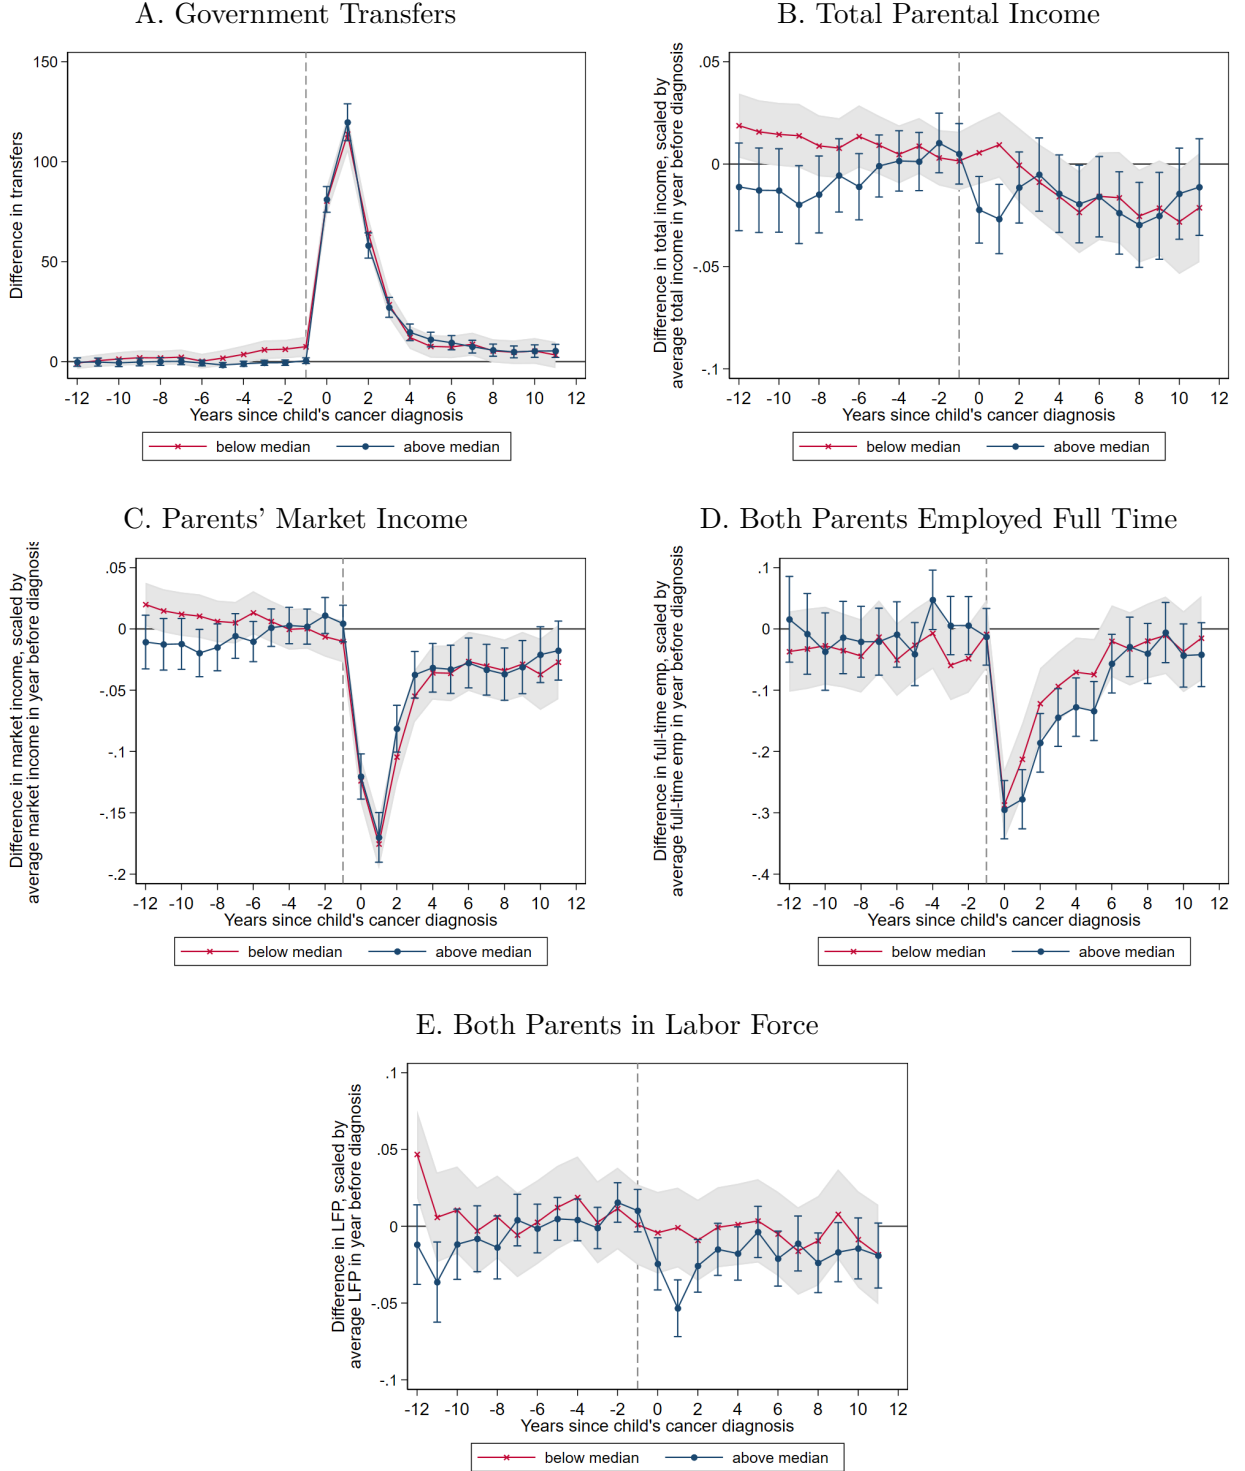 A. Government Transfers
150
100
50
0
Difference in transfers
-12 -10 -8 -6 -4 -2 0 2 4 6 8 10 12
Years since child's cancer diagnosis
below median above median
B. Total Parental Income
.05
0
-.05
-.1
Difference in total income, scaled by
average total income in year before diagnosis
-12 -10 -8 -6 -4 -2 0 2 4 6 8 10 12
Years since child's cancer diagnosis
below median above median
C. Parents' Market Income
.05
0
-.05
-.1
-.15
-.2
Difference in market income, scaled by
average market income in year before diagnosis
-12 -10 -8 -6 -4 -2 0 2 4 6 8 10 12
Years since child's cancer diagnosis
below median above median
D. Both Parents Employed Full Time
.1
0
-.1
-.2
-.3
-.4
Difference in full-time emp, scaled by
average full-time emp in year before diagnosis
-12 -10 -8 -6 -4 -2 0 2 4 6 8 10 12
Years since child's cancer diagnosis
below median above median
E. Both Parents in Labor Force
.1
.05
0
-.05
-.1
Difference in LFP, scaled by
average LFP in year before diagnosis
-12 -10 -8 -6 -4 -2 0 2 4 6 8 10 12
Years since child's cancer diagnosis
below median above median